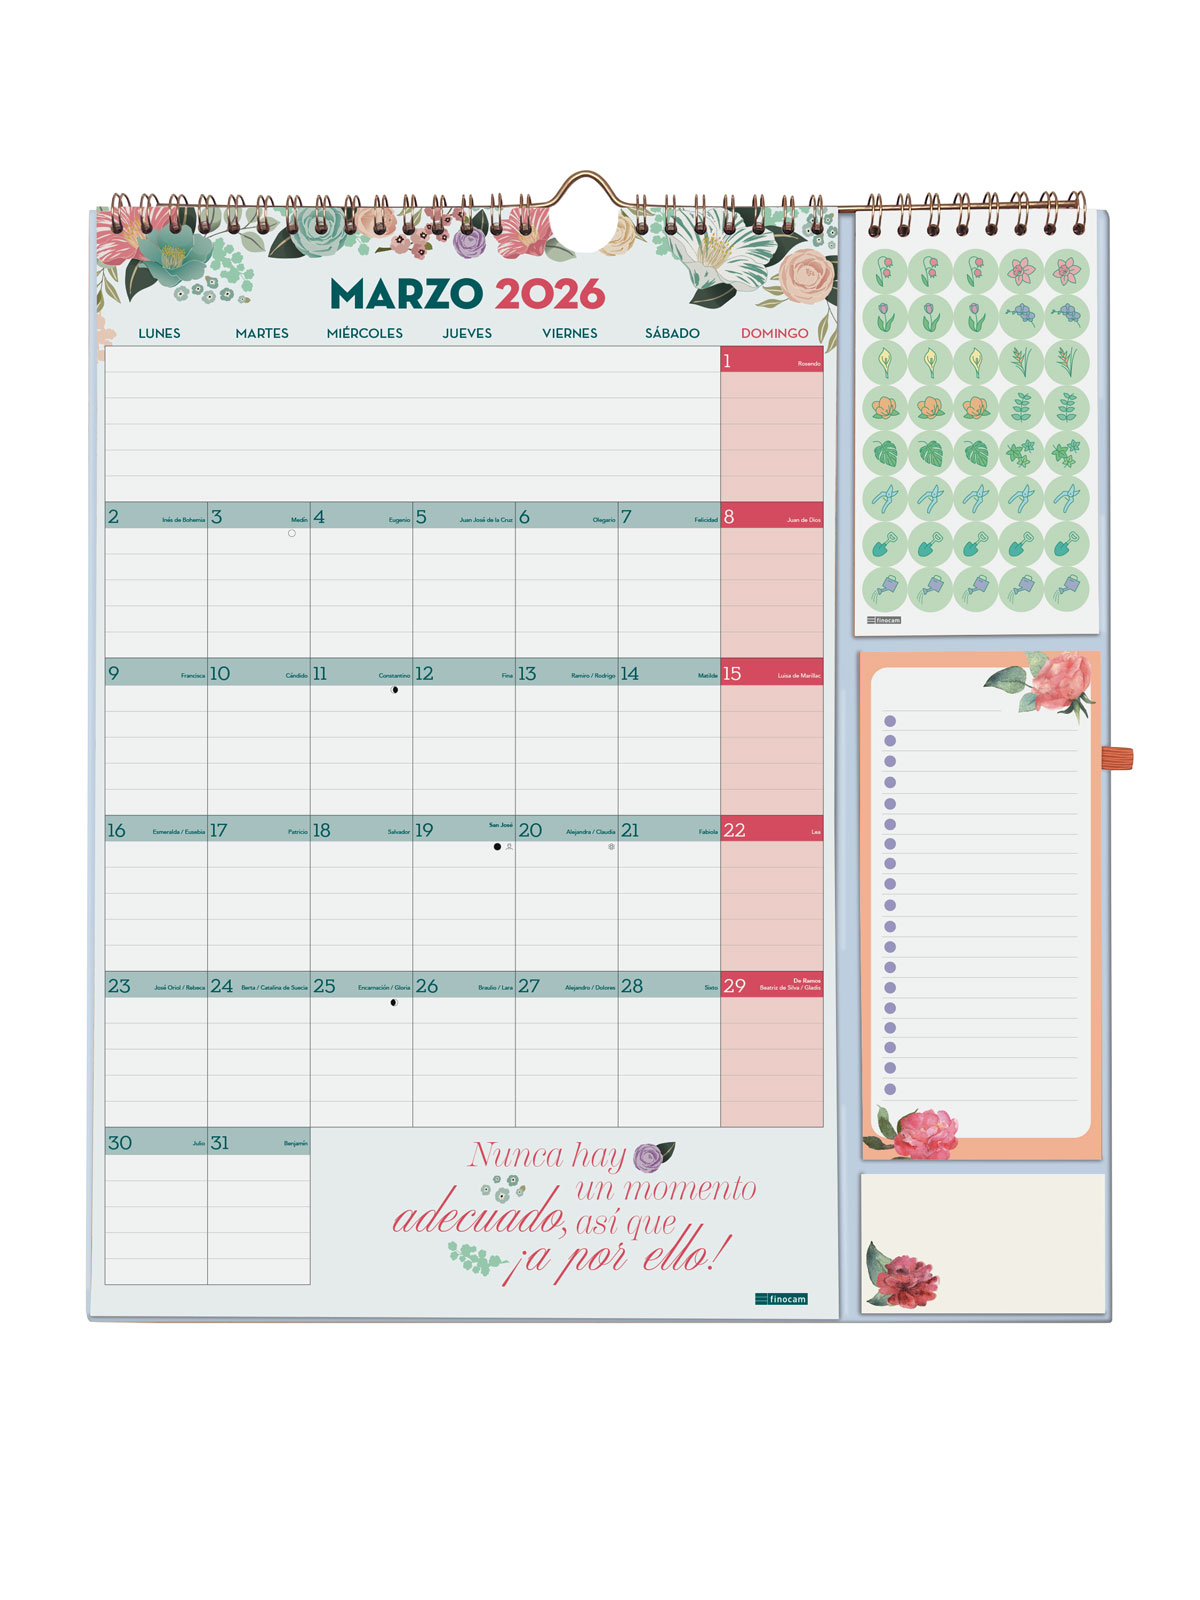 MARZO 2026
LUNES MARTES MIÉRCOLES JUEVES VIERNES SÁBADO DOMINGO
1 Rosendo
2 Inés de Bohemia 3 Medín 4 Eugenio 5 Juan José de la Cruz 6 Olegario 7 Felicidad 8 Juan de Dios
9 Francisca 10 Cándido 11 Constantino 12 Fina 13 Ramiro / Rodrigo 14 Matilde 15 Luisa de Marillac
San José
16 Esmeralda / Eusebia 17 Patricio 18 Salvador 19 20 Alejandra / Claudia 21 Fabiola 22 Lea
De Ramos
23 José Oriol / Rebeca 24 Berta / Catalina de Suecia 25 Encarnación / Gloria 26 Braulio / Lara 27 Alejandro / Dolores 28 Sixto 29 Beatriz de Silva / Gladis
30 Julio 31 Benjamín
Nunca hay
un momento
adecuado, así que
¡a por ello!
finocam
finocam